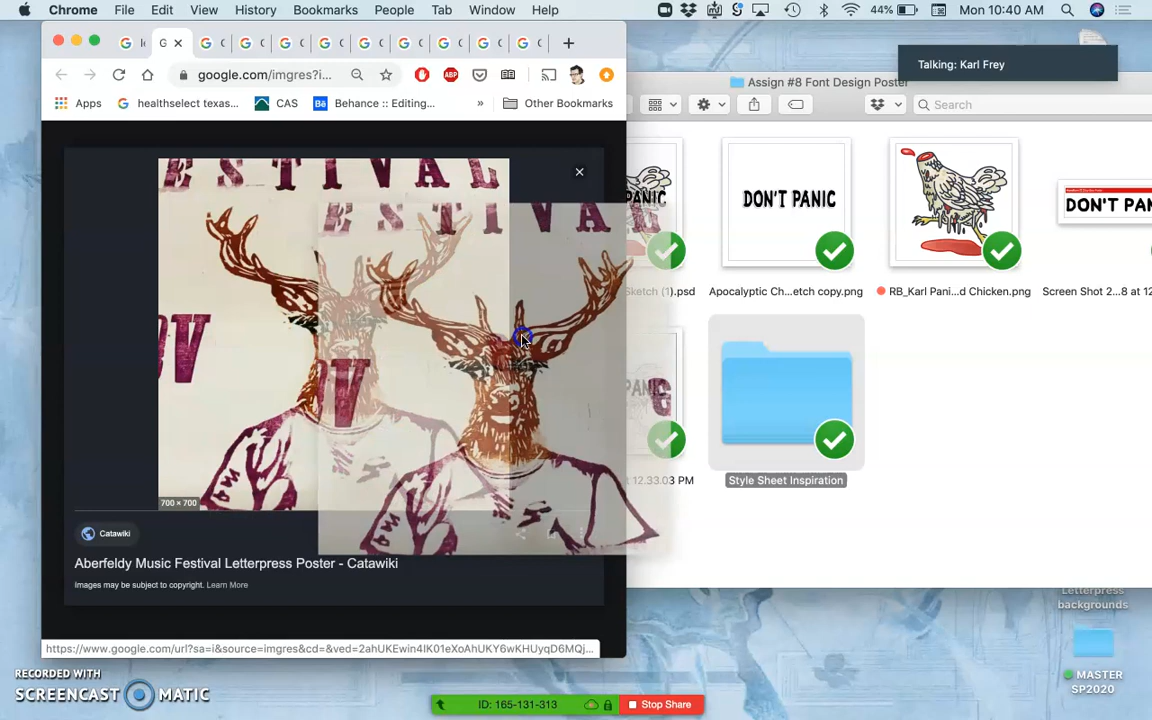 Chrome File Edit View History Bookmarks People Tab Window Help
44% Mon 10:40 AM
google.com/imgres?i...
ABP
Apps healthselect texas... CAS Bē Behance :: Editing... » Other Bookmarks
Talking: Karl Frey
Assign #8 Font Design Poster
Search
ESTIVAL
ESTIVAL
DON'T PANIC
DON'T PAN
Sketch (1).psd Apocalyptic Ch...etch copy.png RB_Karl Pani...d Chicken.png Screen Shot 2...8 at 12
700 × 700
at 12.33.03 PM
Style Sheet Inspiration
Catawiki
Aberfeldy Music Festival Letterpress Poster - Catawiki
Images may be subject to copyright. Learn More
Letterpress
backgrounds
MASTER
SP2020
https://www.google.com/url?sa=i&source=imgres&cd=&ved=2ahUKEwin4IK01eXoAhUKY6wKHUyqD6MQj...
RECORDED WITH
SCREENCAST MATIC
ID: 165-131-313 Stop Share